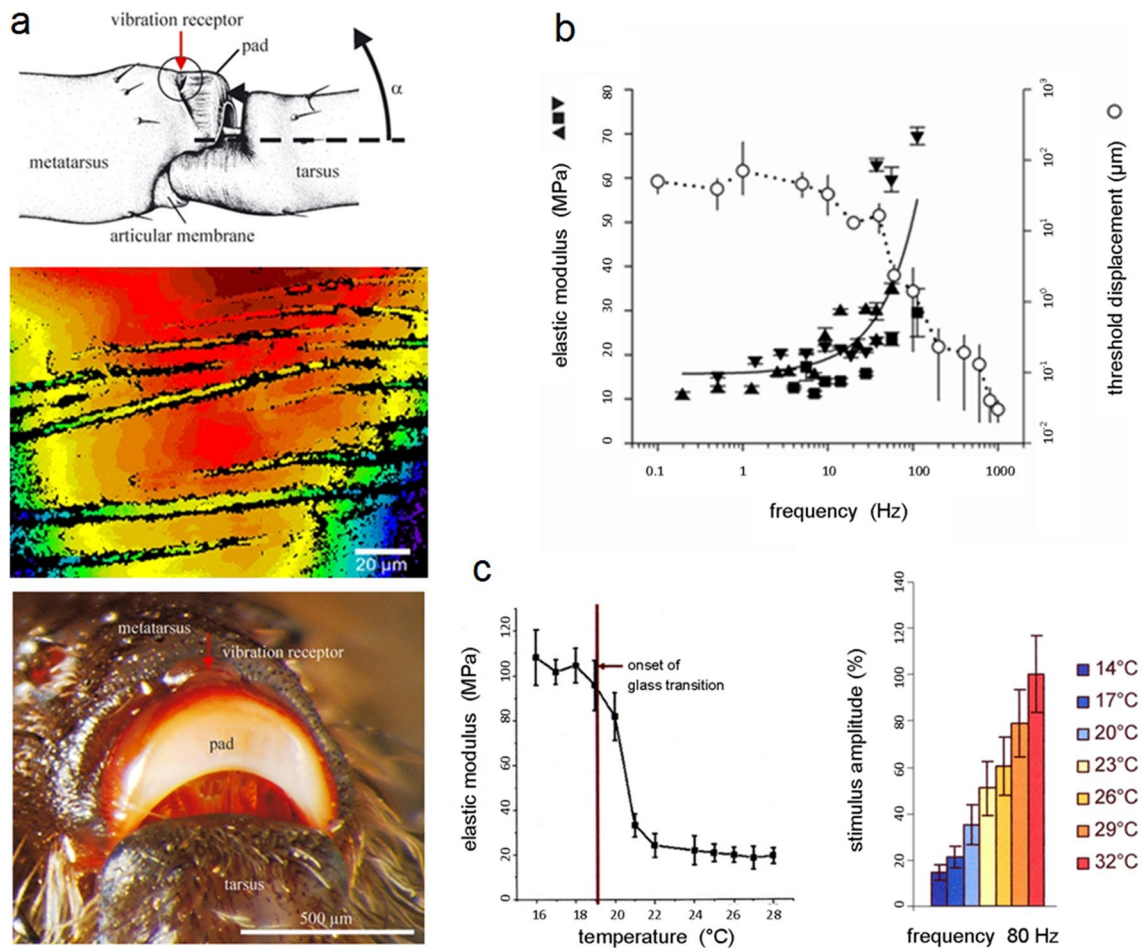 a
vibration receptor
pad
α
metatarsus
tarsus
articular membrane
20 µm
metatarsus
vibration receptor
pad
tarsus
500 µm
b
elastic modulus (MPa)
80
70
60
50
40
30
20
10
0
0.1
1
10
100
1000
frequency (Hz)
10³
10²
10¹
10⁰
10⁻¹
10⁻²
threshold displacement (µm)
c
elastic modulus (MPa)
120
100
80
60
40
20
0
onset of
glass transition
16
18
20
22
24
26
28
temperature (°C)
stimulus amplitude (%)
140
120
100
80
60
40
20
0
frequency 80 Hz
14°C
17°C
20°C
23°C
26°C
29°C
32°C